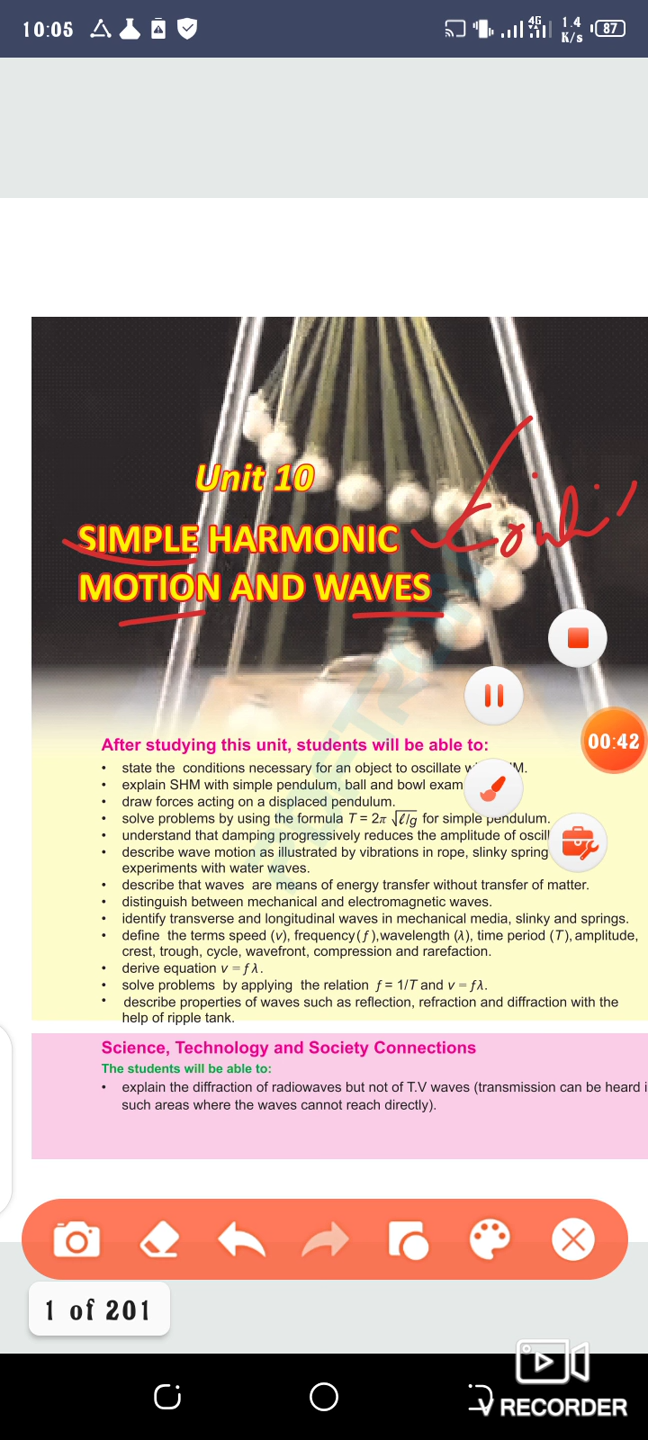 10:05
4G
1.4
K/s
87
Unit 10
SIMPLE HARMONIC
MOTION AND WAVES
00:42
After studying this unit, students will be able to:
• state the conditions necessary for an object to oscillate w M.
• explain SHM with simple pendulum, ball and bowl exam
• draw forces acting on a displaced pendulum.
• solve problems by using the formula T = 2π √ℓ/g for simple pendulum.
• understand that damping progressively reduces the amplitude of oscill
• describe wave motion as illustrated by vibrations in rope, slinky spring
experiments with water waves.
• describe that waves are means of energy transfer without transfer of matter.
• distinguish between mechanical and electromagnetic waves.
• identify transverse and longitudinal waves in mechanical media, slinky and springs.
• define the terms speed (v), frequency (f), wavelength (λ), time period (T), amplitude,
crest, trough, cycle, wavefront, compression and rarefaction.
• derive equation v = fλ.
• solve problems by applying the relation f = 1/T and v = fλ.
• describe properties of waves such as reflection, refraction and diffraction with the
help of ripple tank.
Science, Technology and Society Connections
The students will be able to:
• explain the diffraction of radiowaves but not of T.V waves (transmission can be heard i
such areas where the waves cannot reach directly).
1 of 201
V RECORDER